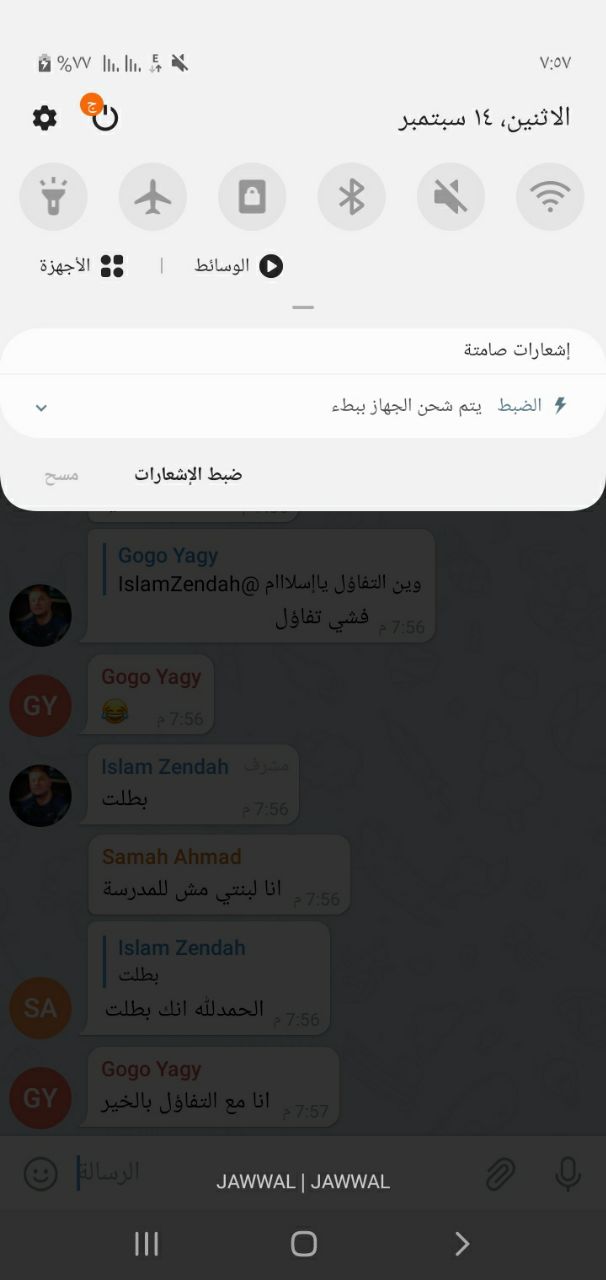 ٧:٥٧
%٧٧
E
الاثنين، ١٤ سبتمبر
ج
الوسائط
|
الأجهزة
إشعارات صامتة
الضبط يتم شحن الجهاز ببطء
ضبط الإشعارات
مسح
Gogo Yagy
وين التفاؤل ياإسلاااام @IslamZendah
فشي تفاؤل
7:56 م
GY
Gogo Yagy
😂
7:56 م
Islam Zendah مشرف
بطلت
7:56 م
Samah Ahmad
انا لبنتي مش للمدرسة
7:56 م
Islam Zendah
بطلت
الحمدلله انك بطلت
7:56 م
SA
Gogo Yagy
انا مع التفاؤل بالخير
7:57 م
GY
الرسالة
JAWWAL | JAWWAL